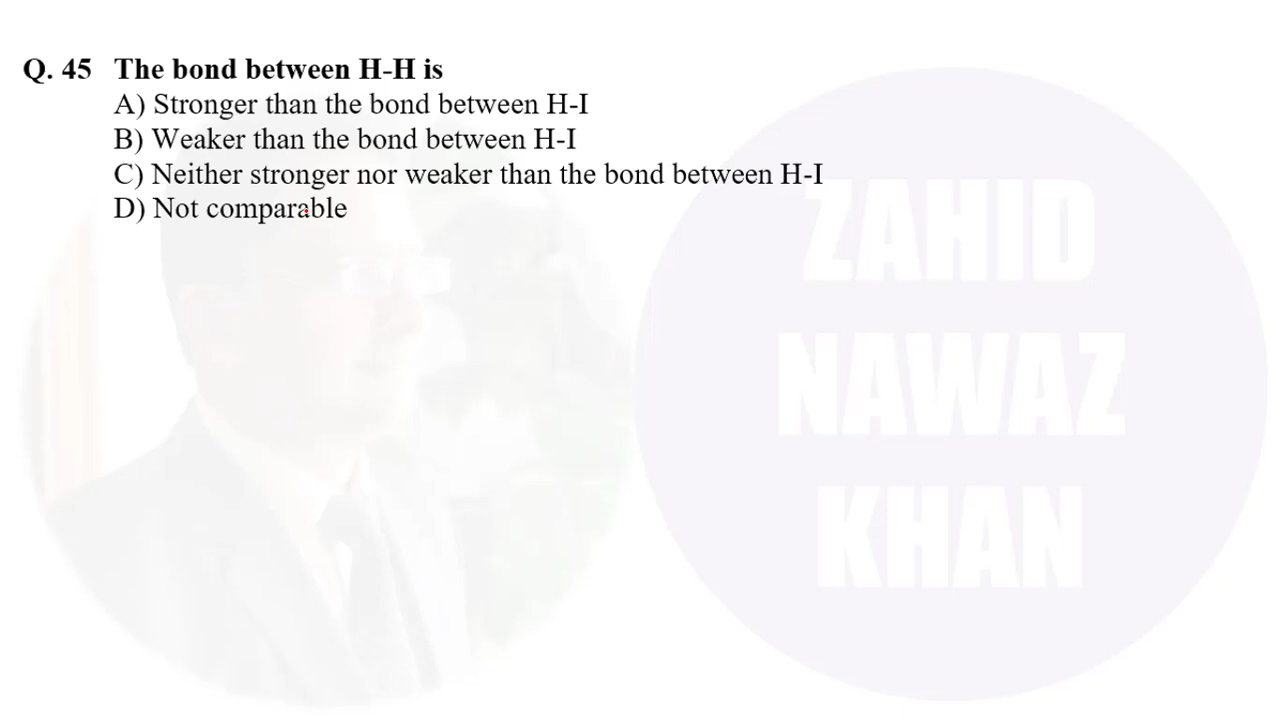 Q. 45 The bond between H-H is
A) Stronger than the bond between H-I
B) Weaker than the bond between H-I
C) Neither stronger nor weaker than the bond between H-I
D) Not comparable
ZAHID
NAWAZ
KHAN